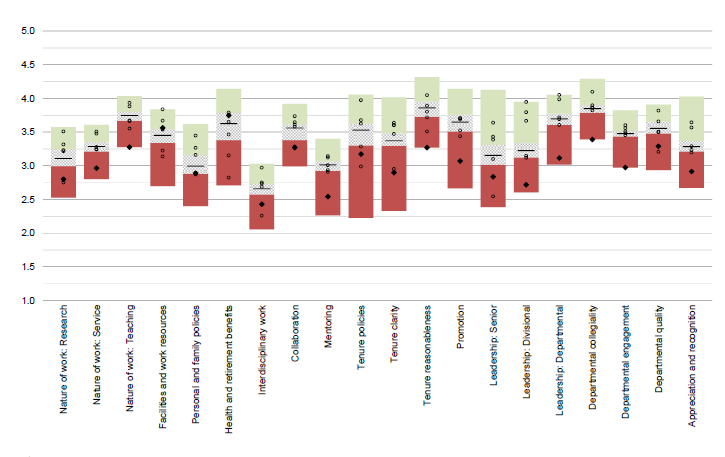 5.0
4.5
4.0
3.5
3.0
2.5
2.0
1.5
1.0
Nature of work: Research
Nature of work: Service
Nature of work: Teaching
Facilities and work resources
Personal and family policies
Health and retirement benefits
Interdisciplinary work
Collaboration
Mentoring
Tenure policies
Tenure clarity
Tenure reasonableness
Promotion
Leadership: Senior
Leadership: Divisional
Leadership: Departmental
Departmental collegiality
Departmental engagement
Departmental quality
Appreciation and recognition